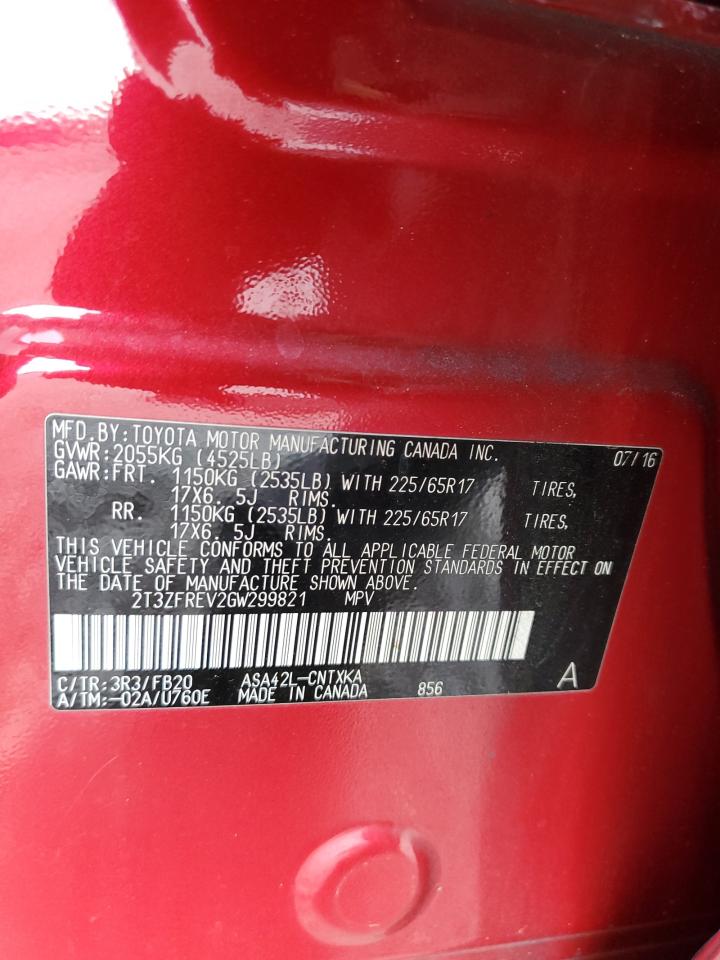 MFD.BY:TOYOTA MOTOR MANUFACTURING CANADA INC. 07/16
GVWR:2055KG (4525LB)
GAWR:FRT. 1150KG (2535LB) WITH 225/65R17 TIRES,
17X6. 5J RIMS.
RR. 1150KG (2535LB) WITH 225/65R17 TIRES,
17X6. 5J RIMS.
THIS VEHICLE CONFORMS TO ALL APPLICABLE FEDERAL MOTOR
VEHICLE SAFETY AND THEFT PREVENTION STANDARDS IN EFFECT ON
THE DATE OF MANUFACTURE SHOWN ABOVE.
2T3ZFREV2GW299821 MPV
C/TR:3R3/FB20 ASA42L-CNTXKA A
A/TM:-02A/U760E MADE IN CANADA 856